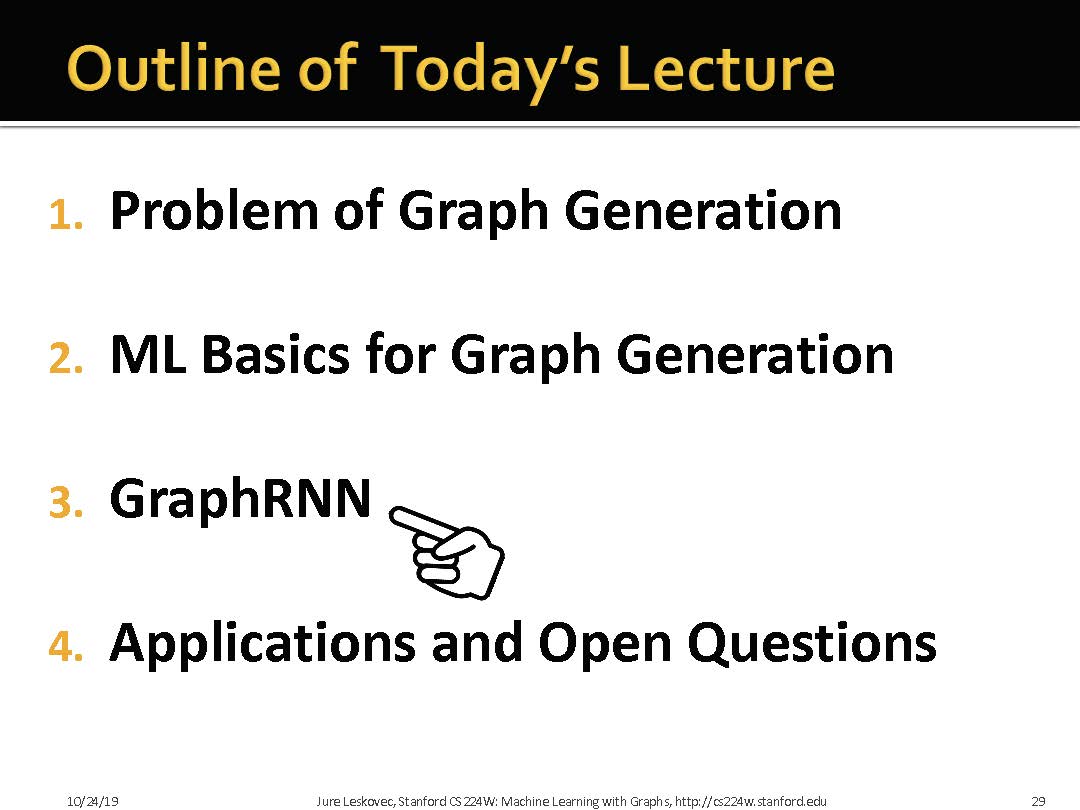 Outline of Today's Lecture
1. Problem of Graph Generation
2. ML Basics for Graph Generation
3. GraphRNN
4. Applications and Open Questions
10/24/19 Jure Leskovec, Stanford CS224W: Machine Learning with Graphs, http://cs224w.stanford.edu 29